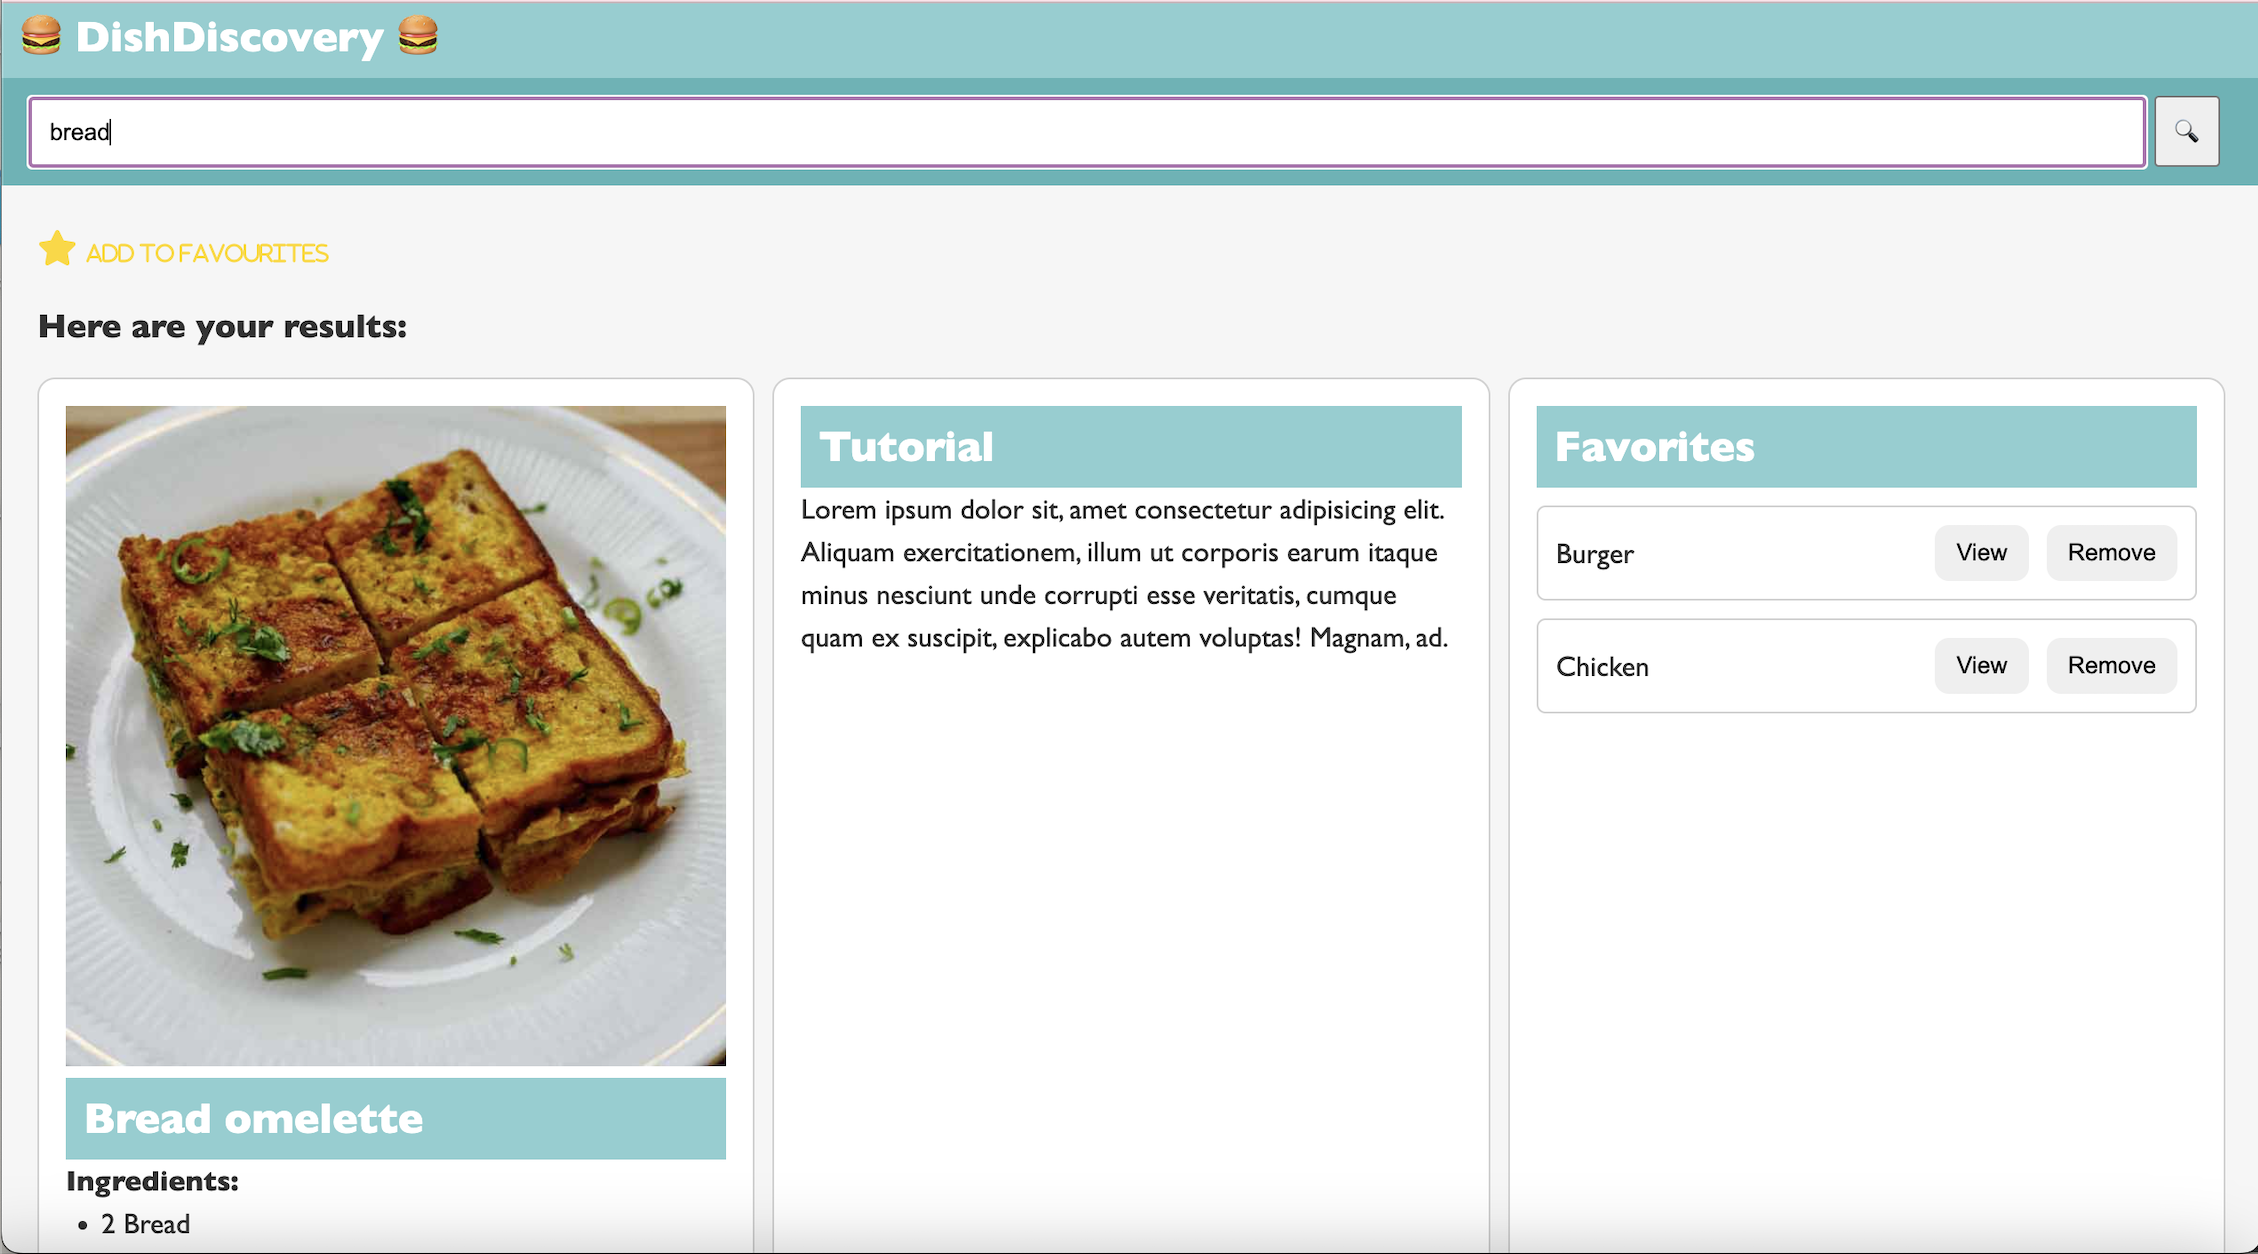 🍔 DishDiscovery 🍔
bread
🔍
ADD TO FAVOURITES
Here are your results:
Bread omelette
Ingredients:
• 2 Bread
Tutorial
Lorem ipsum dolor sit, amet consectetur adipisicing elit.
Aliquam exercitationem, illum ut corporis earum itaque
minus nesciunt unde corrupti esse veritatis, cumque
quam ex suscipit, explicabo autem voluptas! Magnam, ad.
Favorites
Burger View Remove
Chicken View Remove